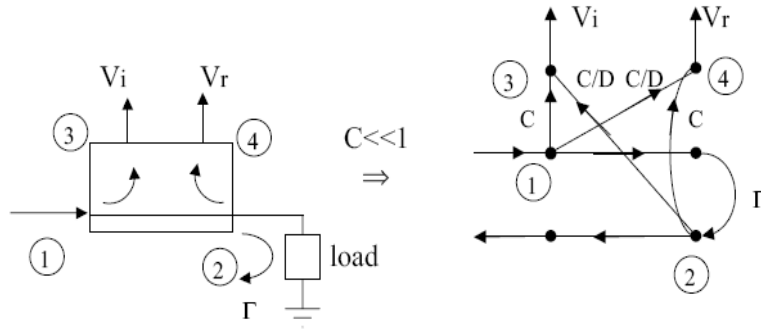 Vi Vr
3 4
1 2
Γ
load
C<<1
⇒
Vi Vr
3 4
C/D C/D
C C
1
Γ
2